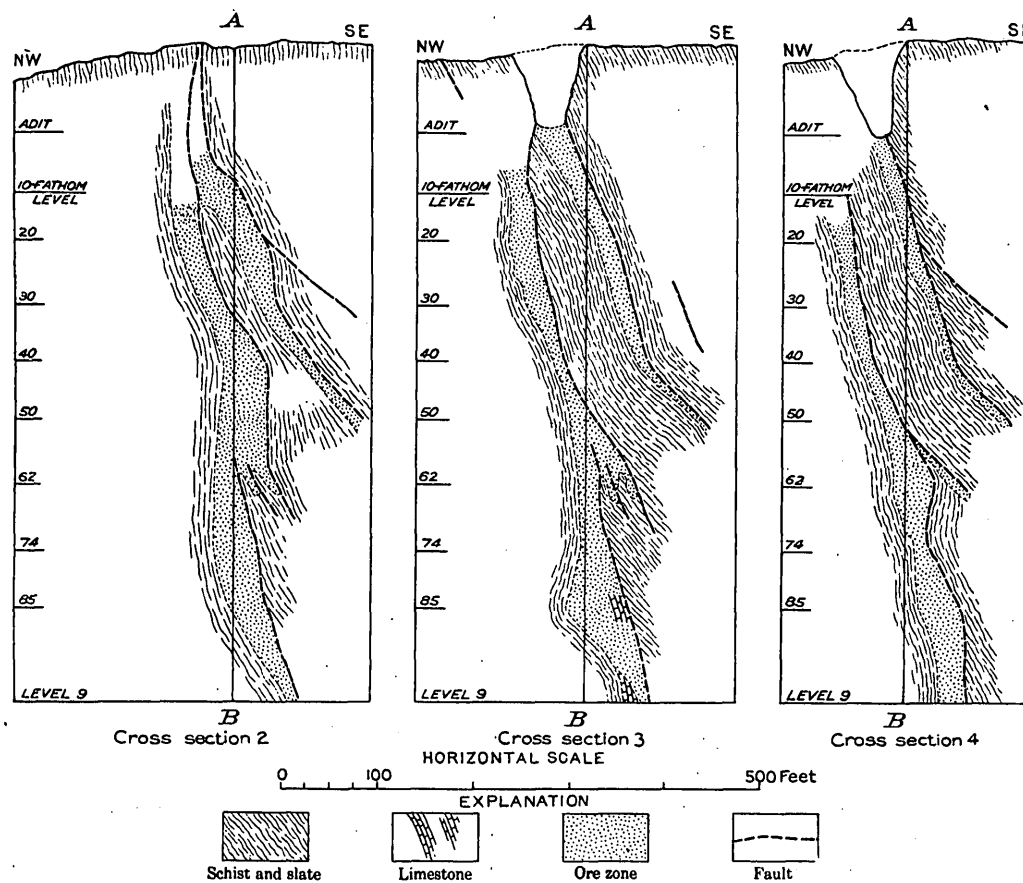 A
NW
SE
ADIT
10-FATHOM
LEVEL
20
30
40
50
62
74
85
LEVEL 9
B
Cross section 2
A
NW
SE
ADIT
10-FATHOM
LEVEL
20
30
40
50
62
74
85
LEVEL 9
B
Cross section 3
A
NW
SE
ADIT
10-FATHOM
LEVEL
20
30
40
50
62
74
85
LEVEL 9
B
Cross section 4
HORIZONTAL SCALE
0 100 500 Feet
EXPLANATION
Schist and slate
Limestone
Ore zone
Fault